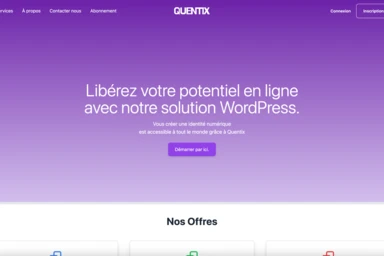 ervices À propos Contacter nous Abonnement QUENTIX Connexion Inscription
Libérez votre potentiel en ligne
avec notre solution WordPress.
Vous créer une identité numérique
est accessible à tout le monde grâce à Quentix
Démarrer par ici.
Nos Offres